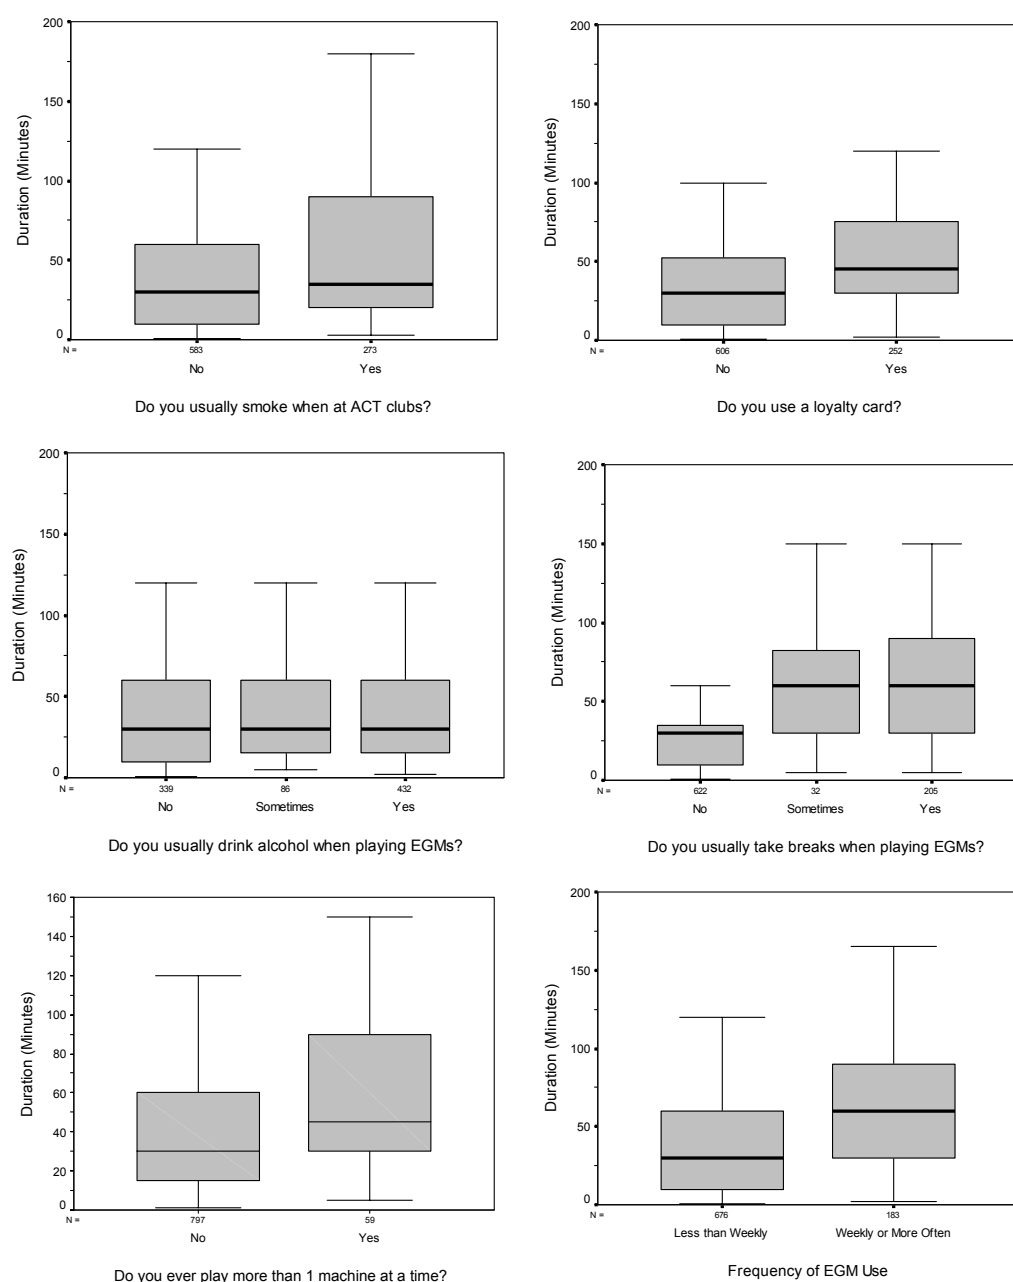 200
150
100
50
0
Duration (Minutes)
N = 583 273
No Yes
Do you usually smoke when at ACT clubs?
200
150
100
50
0
Duration (Minutes)
N = 606 252
No Yes
Do you use a loyalty card?
200
150
100
50
0
Duration (Minutes)
N = 339 86 432
No Sometimes Yes
Do you usually drink alcohol when playing EGMs?
200
150
100
50
0
Duration (Minutes)
N = 622 32 205
No Sometimes Yes
Do you usually take breaks when playing EGMs?
160
140
120
100
80
60
40
20
0
Duration (Minutes)
N = 797 59
No Yes
Do you ever play more than 1 machine at a time?
200
150
100
50
0
Duration (Minutes)
N = 676 183
Less than Weekly Weekly or More Often
Frequency of EGM Use